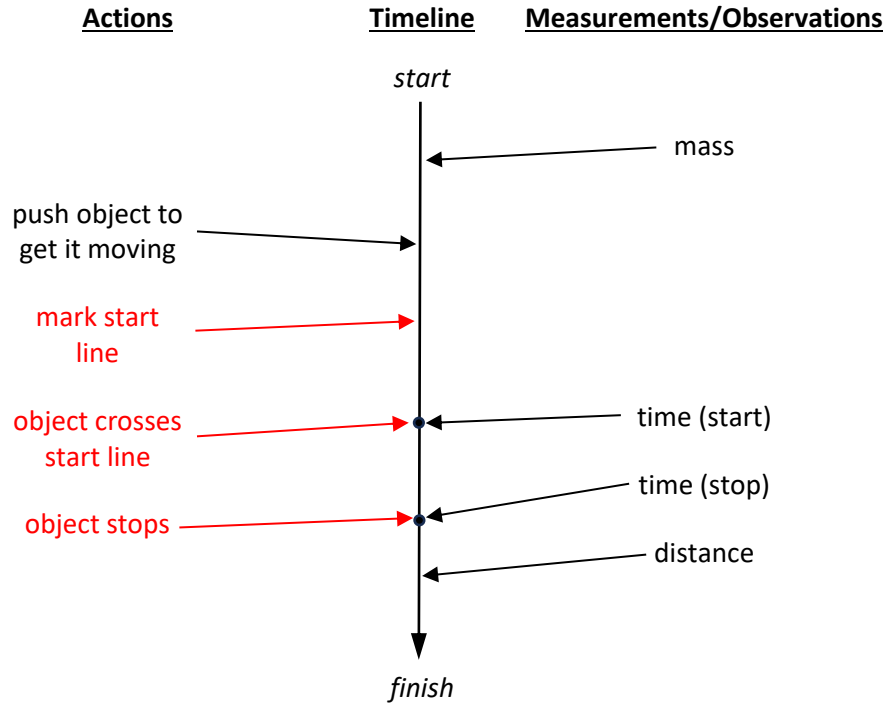 Actions Timeline Measurements/Observations
start
mass
push object to
get it moving
mark start
line
object crosses
start line
time (start)
time (stop)
object stops
distance
finish